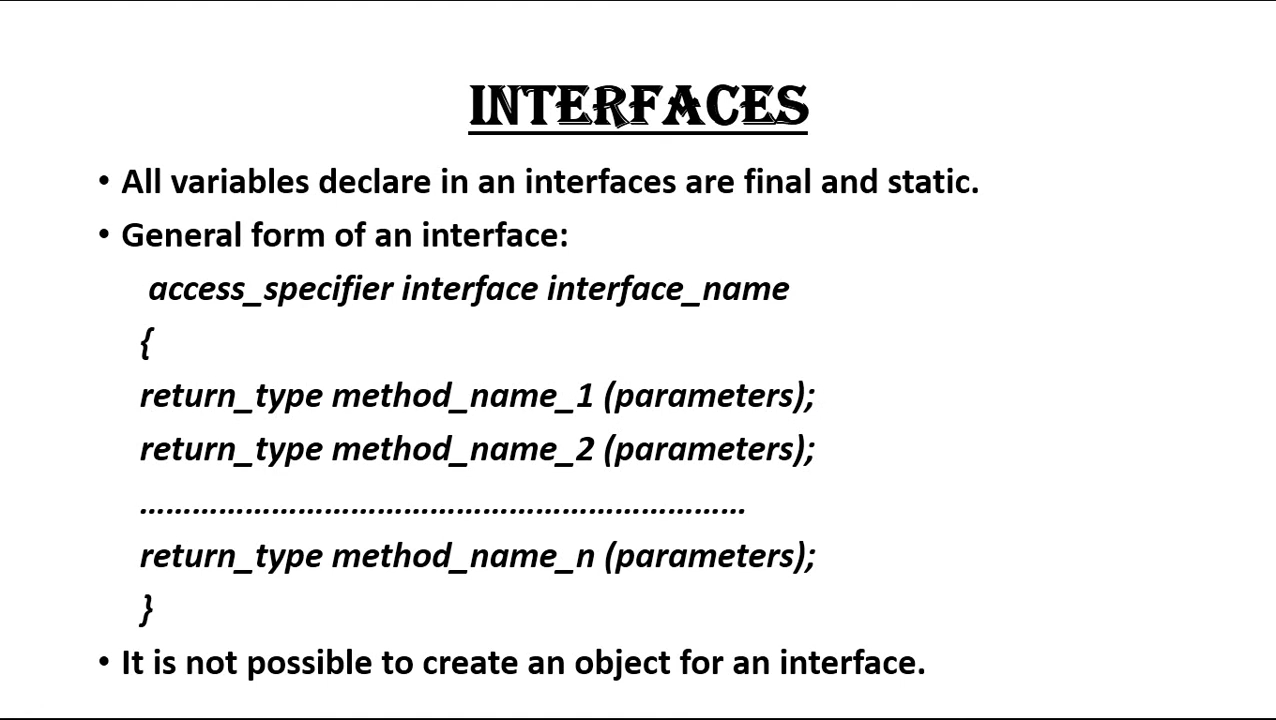 INTERFACES
• All variables declare in an interfaces are final and static.
• General form of an interface:
access_specifier interface interface_name
{
return_type method_name_1 (parameters);
return_type method_name_2 (parameters);
……………………………………………………………
return_type method_name_n (parameters);
}
• It is not possible to create an object for an interface.